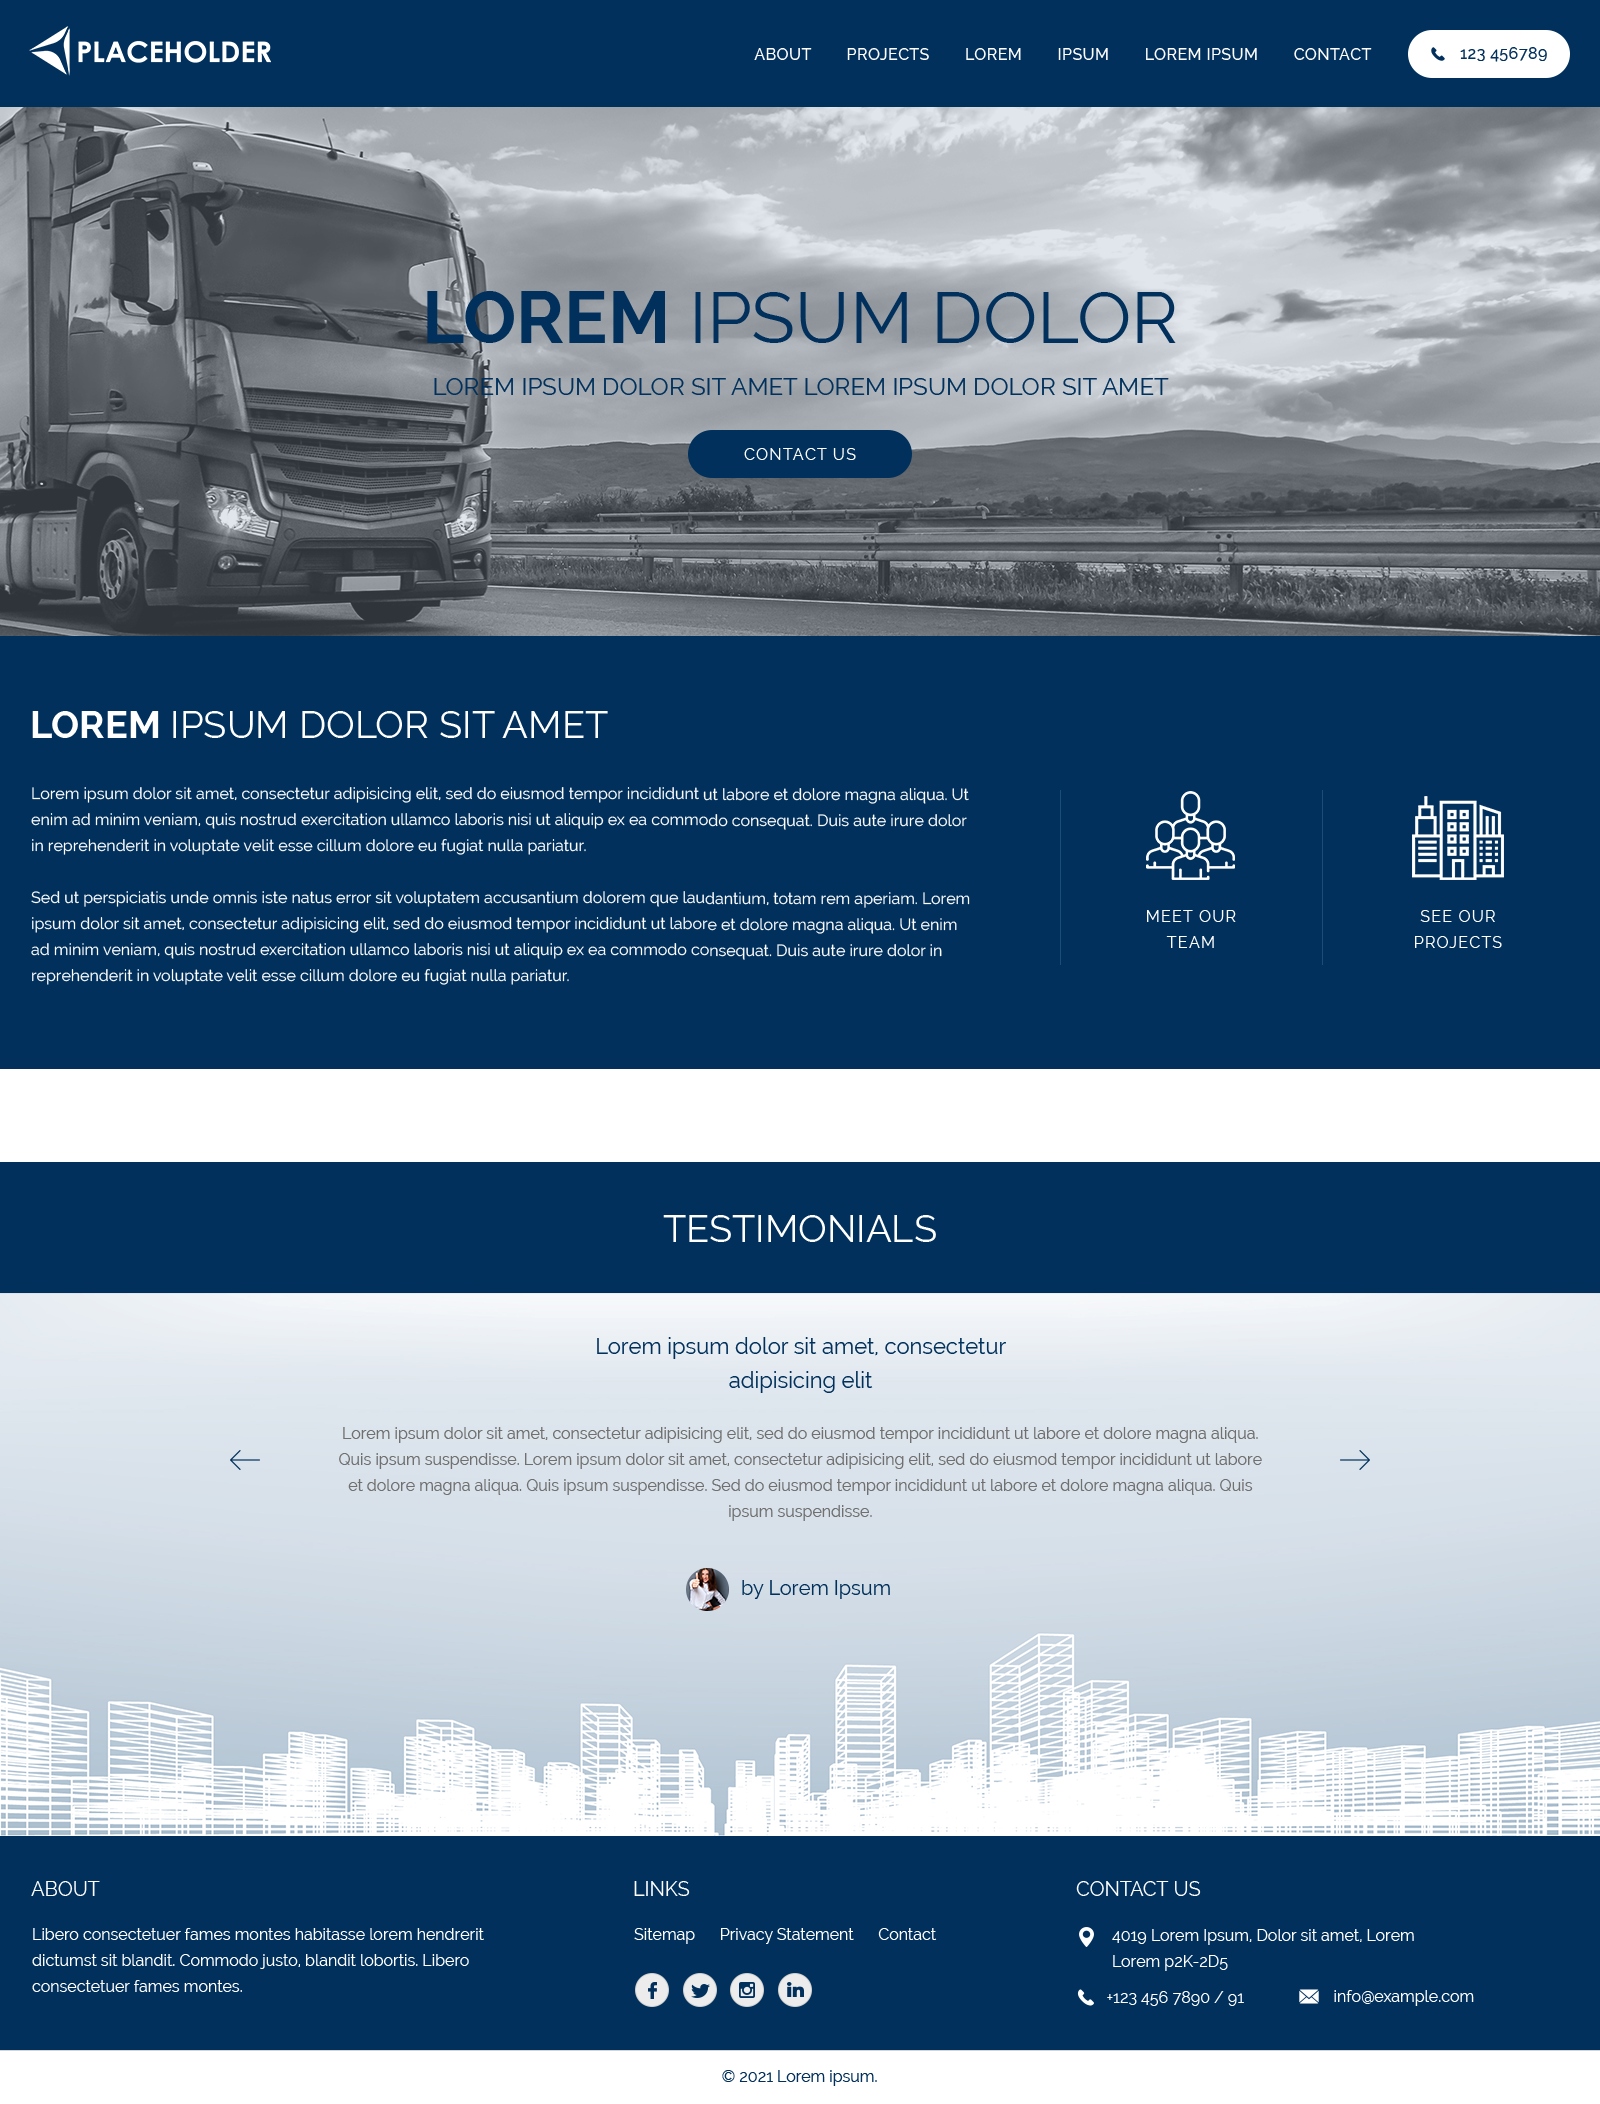 PLACEHOLDER
ABOUT PROJECTS LOREM IPSUM LOREM IPSUM CONTACT 123 456789
LOREM IPSUM DOLOR
LOREM IPSUM DOLOR SIT AMET LOREM IPSUM DOLOR SIT AMET
CONTACT US
LOREM IPSUM DOLOR SIT AMET
Lorem ipsum dolor sit amet, consectetur adipisicing elit, sed do eiusmod tempor incididunt ut labore et dolore magna aliqua. Ut
enim ad minim veniam, quis nostrud exercitation ullamco laboris nisi ut aliquip ex ea commodo consequat. Duis aute irure dolor
in reprehenderit in voluptate velit esse cillum dolore eu fugiat nulla pariatur.
Sed ut perspiciatis unde omnis iste natus error sit voluptatem accusantium dolorem que laudantium, totam rem aperiam. Lorem
ipsum dolor sit amet, consectetur adipisicing elit, sed do eiusmod tempor incididunt ut labore et dolore magna aliqua. Ut enim
ad minim veniam, quis nostrud exercitation ullamco laboris nisi ut aliquip ex ea commodo consequat. Duis aute irure dolor in
reprehenderit in voluptate velit esse cillum dolore eu fugiat nulla pariatur.
MEET OUR
TEAM
SEE OUR
PROJECTS
TESTIMONIALS
Lorem ipsum dolor sit amet, consectetur
adipisicing elit
Lorem ipsum dolor sit amet, consectetur adipisicing elit, sed do eiusmod tempor incididunt ut labore et dolore magna aliqua.
Quis ipsum suspendisse. Lorem ipsum dolor sit amet, consectetur adipisicing elit, sed do eiusmod tempor incididunt ut labore
et dolore magna aliqua. Quis ipsum suspendisse. Sed do eiusmod tempor incididunt ut labore et dolore magna aliqua. Quis
ipsum suspendisse.
by Lorem Ipsum
ABOUT
Libero consectetuer fames montes habitasse lorem hendrerit
dictumst sit blandit. Commodo justo, blandit lobortis. Libero
consectetuer fames montes.
LINKS
Sitemap Privacy Statement Contact
CONTACT US
4019 Lorem Ipsum, Dolor sit amet, Lorem
Lorem p2K-2D5
+123 456 7890 / 91 info@example.com
© 2021 Lorem ipsum.